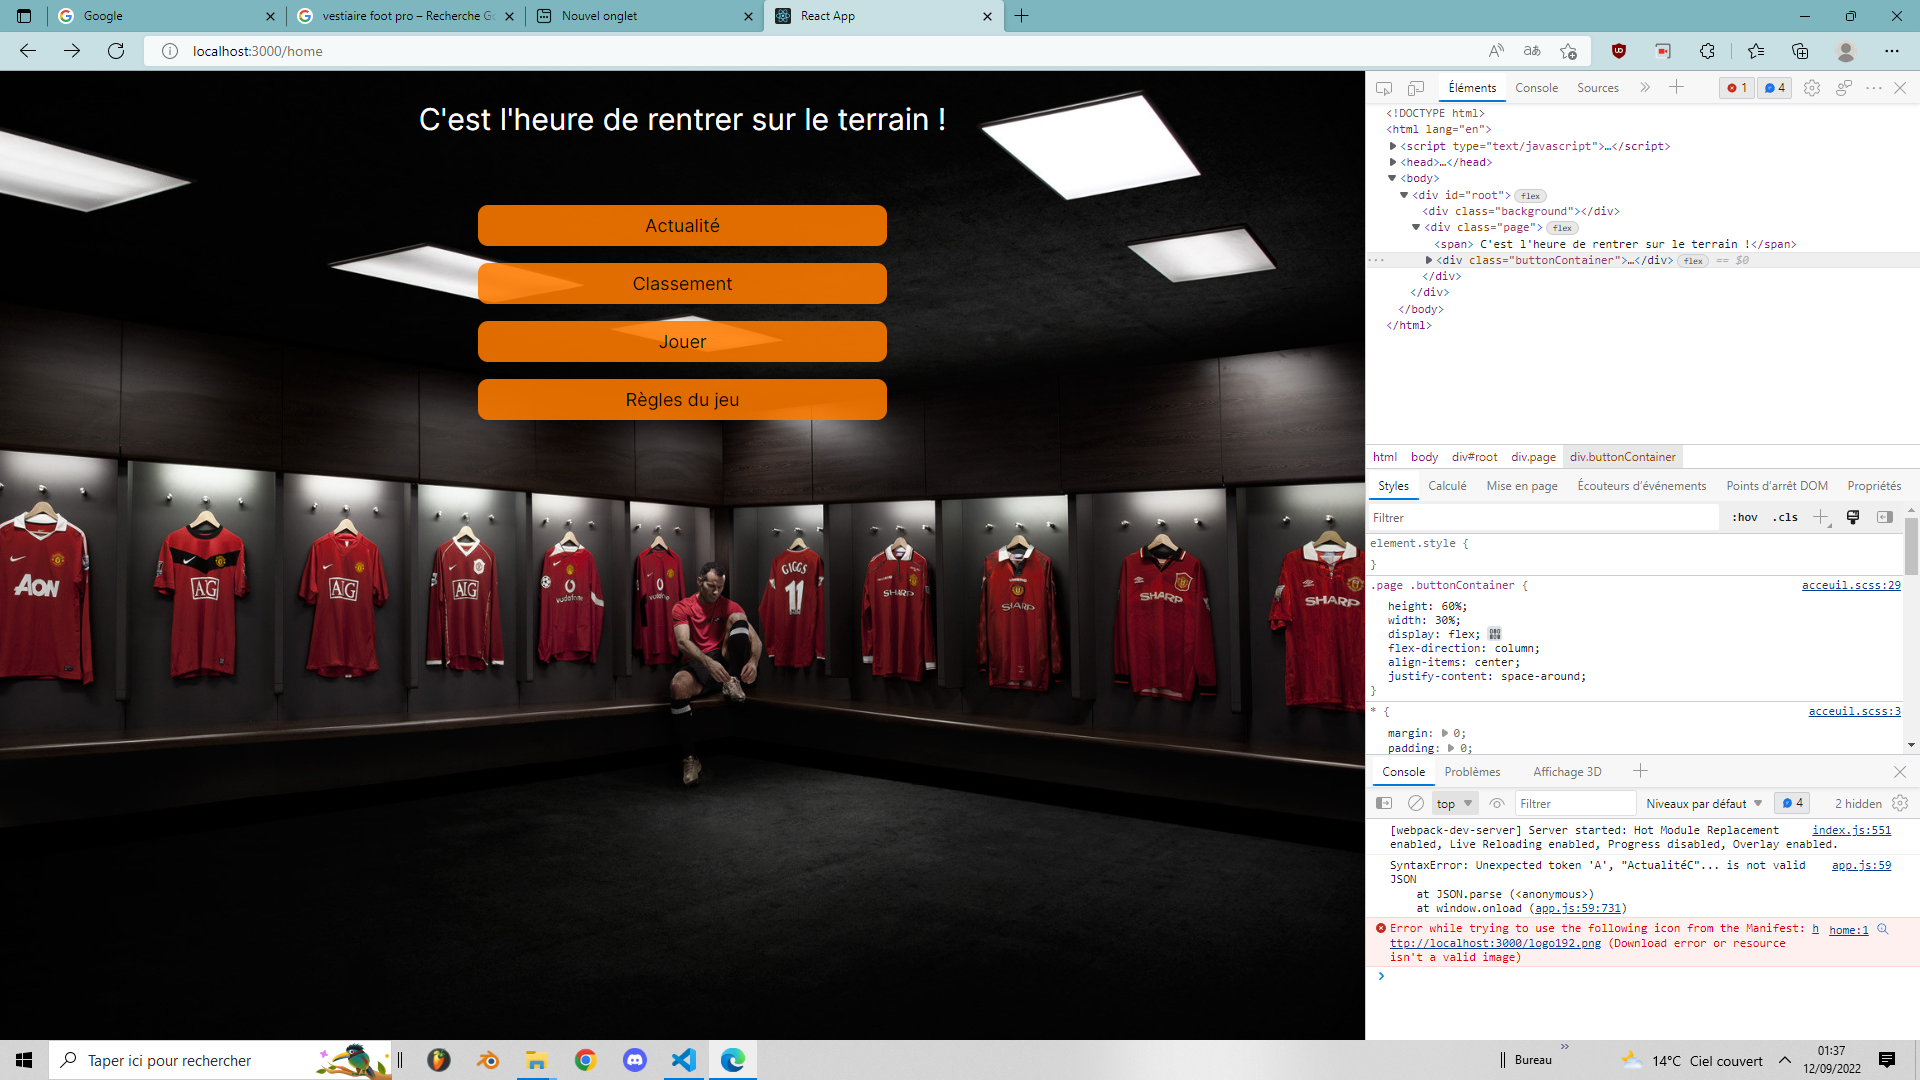 Google
vestiaire foot pro – Recherche Go
Nouvel onglet
React App
localhost:3000/home
C'est l'heure de rentrer sur le terrain !
Actualité
Classement
Jouer
Règles du jeu
AON
AG
AIG
AIG
vodafone
vodafone
GIGGS
11
SHARP
SHARP
SHARP
SHARP
Éléments
Console
Sources
1
4
<!DOCTYPE html>
<html lang="en">
<script type="text/javascript">…</script>
<head>…</head>
<body>
<div id="root"> flex
<div class="background"></div>
<div class="page"> flex
<span> C'est l'heure de rentrer sur le terrain !</span>
··· <div class="buttonContainer">…</div> flex == $0
</div>
</div>
</body>
</html>
html body div#root div.page div.buttonContainer
Styles Calculé Mise en page Écouteurs d'événements Points d'arrêt DOM Propriétés
Filtrer :hov .cls
element.style {
}
.page .buttonContainer { acceuil.scss:29
height: 60%;
width: 30%;
display: flex;
flex-direction: column;
align-items: center;
justify-content: space-around;
}
* { acceuil.scss:3
margin: 0;
padding: 0;
Console Problèmes Affichage 3D
top Filtrer Niveaux par défaut 4 2 hidden
[webpack-dev-server] Server started: Hot Module Replacement index.js:551
enabled, Live Reloading enabled, Progress disabled, Overlay enabled.
SyntaxError: Unexpected token 'A', "ActualitéC"... is not valid app.js:59
JSON
at JSON.parse (<anonymous>)
at window.onload (app.js:59:731)
Error while trying to use the following icon from the Manifest: h home:1
ttp://localhost:3000/logo192.png (Download error or resource
isn't a valid image)
Taper ici pour rechercher
Bureau
14°C Ciel couvert
01:37
12/09/2022